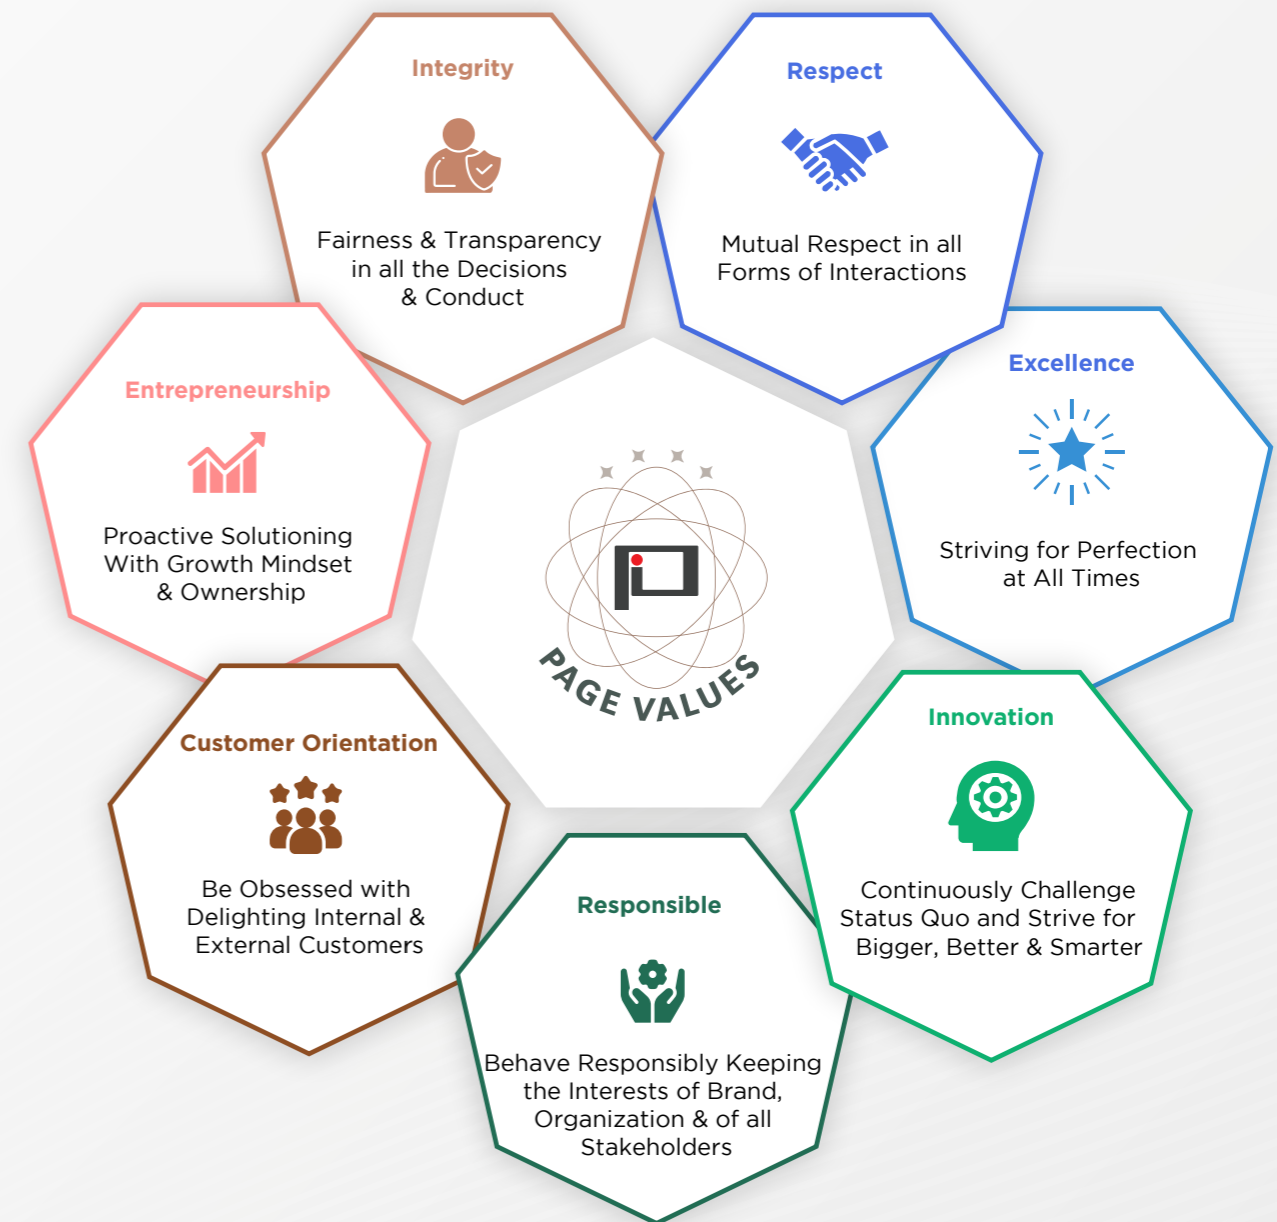 Integrity
Fairness & Transparency
in all the Decisions
& Conduct
Respect
Mutual Respect in all
Forms of Interactions
Excellence
Striving for Perfection
at All Times
Innovation
Continuously Challenge
Status Quo and Strive for
Bigger, Better & Smarter
Responsible
Behave Responsibly Keeping
the Interests of Brand,
Organization & of all
Stakeholders
Customer Orientation
Be Obsessed with
Delighting Internal &
External Customers
Entrepreneurship
Proactive Solutioning
With Growth Mindset
& Ownership
PAGE VALUES